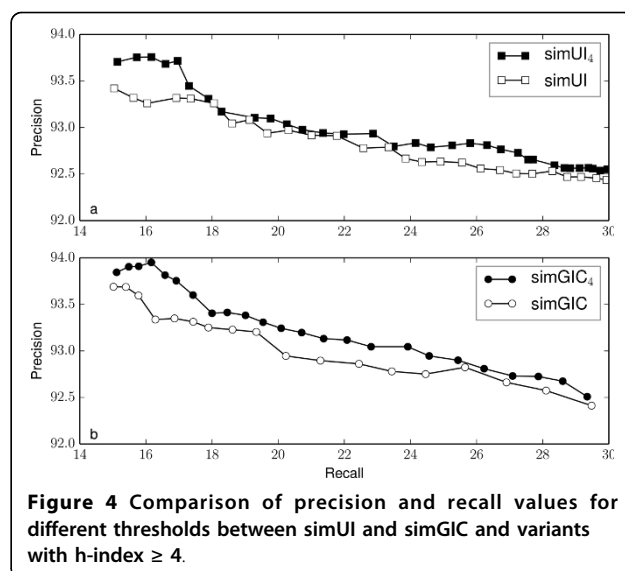 94.0
93.5
93.0
92.5
92.0
Precision
simUI₄
simUI
a
14 16 18 20 22 24 26 28 30
94.0
93.5
93.0
92.5
92.0
Precision
simGIC₄
simGIC
b
14 16 18 20 22 24 26 28 30
Recall
Figure 4 Comparison of precision and recall values for
different thresholds between simUI and simGIC and variants
with h-index ≥ 4.